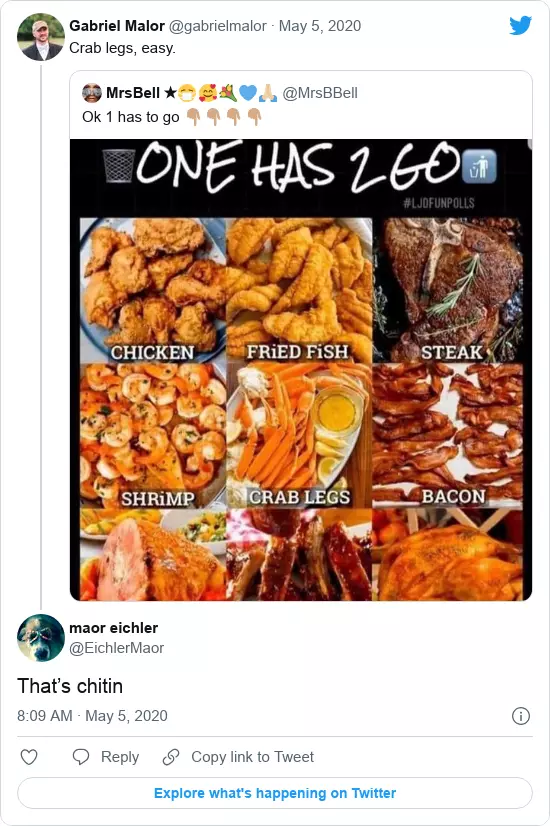 Gabriel Malor @gabrielmalor · May 5, 2020
Crab legs, easy.
MrsBell ★😷🥰💐💙🙏🏼 @MrsBBell
Ok 1 has to go 👇🏽👇🏽👇🏽👇🏽
🗑ONE HAS 2 GO🚮
#LJDFUNPOLLS
CHICKEN FRiED FiSH STEAK
SHRiMP CRAB LEGS BACON
maor eichler
@EichlerMaor
That’s chitin
8:09 AM · May 5, 2020
Reply Copy link to Tweet
Explore what's happening on Twitter